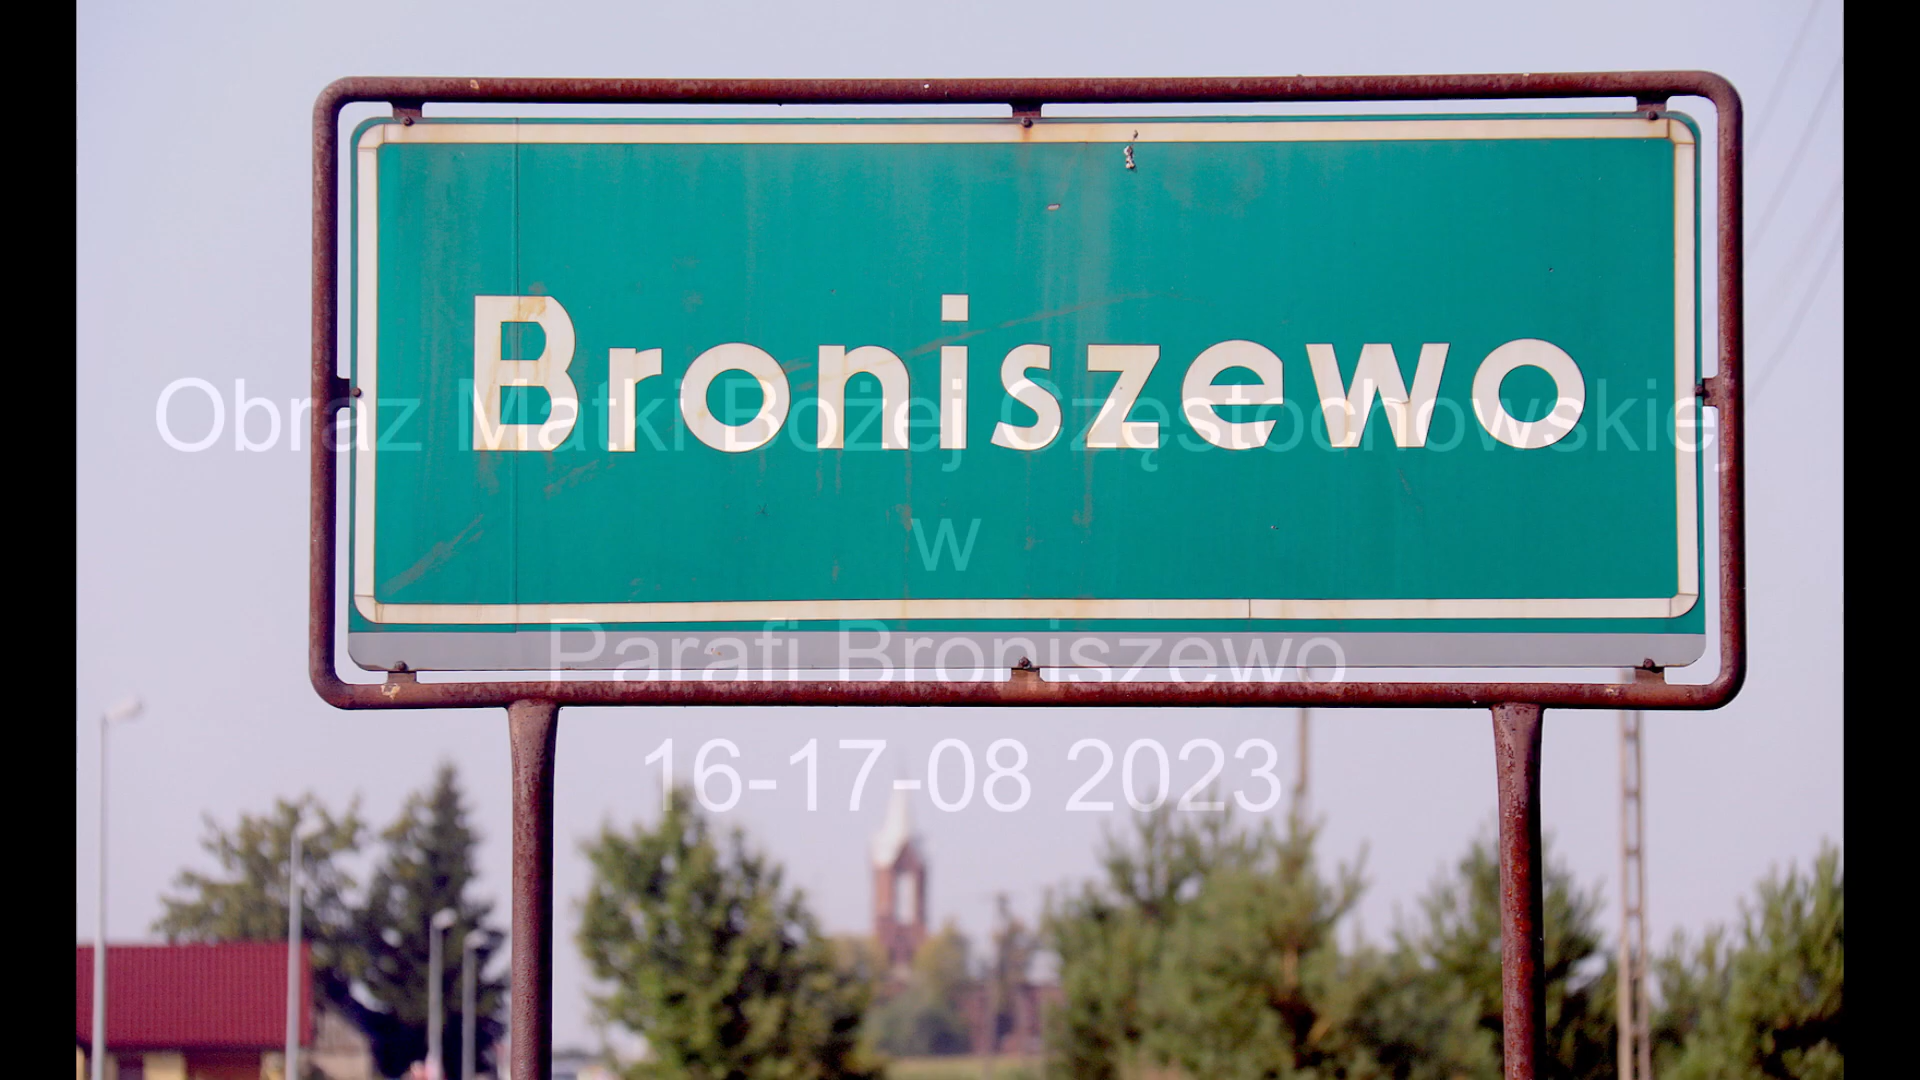 Broniszewo
Obraz Matki Bożej Częstochowskiej
w
Parafi Broniszewo
16-17-08 2023